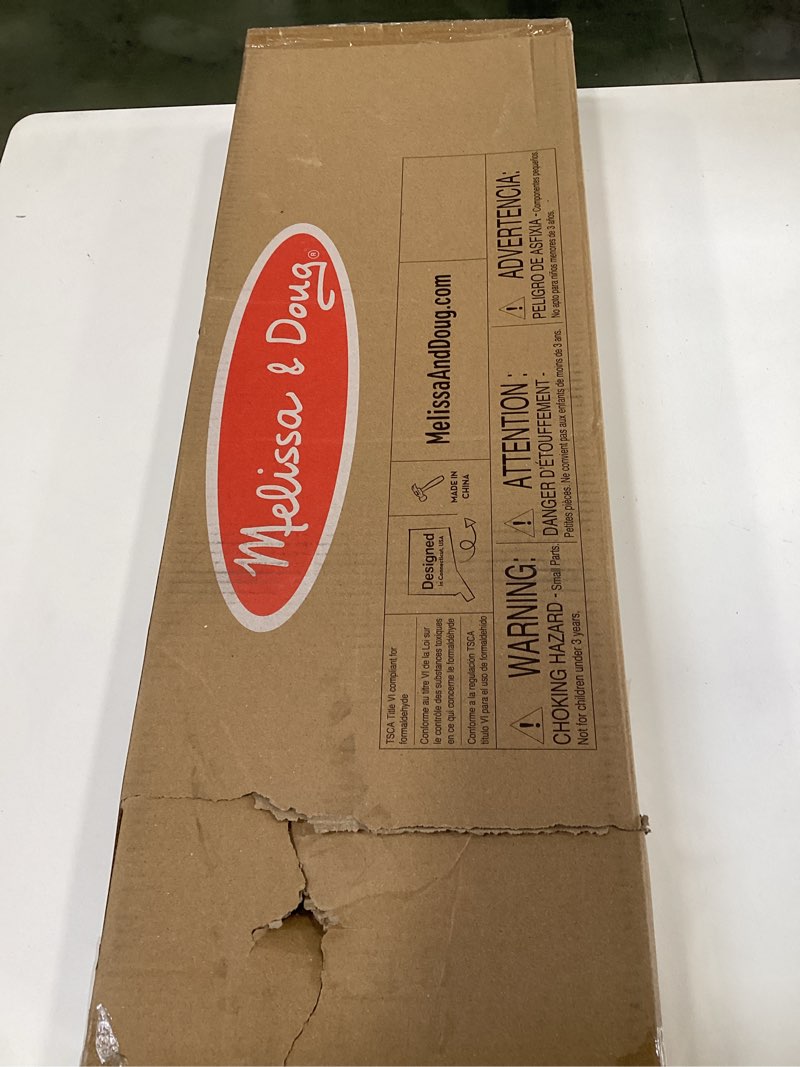 Melissa & Doug®
TSCA Title VI compliant for
formaldehyde
Conforme au titre VI de la Loi sur
le contrôle des substances toxiques
en ce qui concerne le formaldéhyde
Conforme a la regulación TSCA
título VI para el uso de formaldehído
Designed
in Connecticut, USA
MADE IN
CHINA
MelissaAndDoug.com
WARNING:
CHOKING HAZARD - Small Parts.
Not for children under 3 years.
ATTENTION :
DANGER D'ÉTOUFFEMENT -
Petites pièces. Ne convient pas aux enfants de moins de 3 ans.
ADVERTENCIA:
PELIGRO DE ASFIXIA - Componentes pequeños.
No apto para niños menores de 3 años.